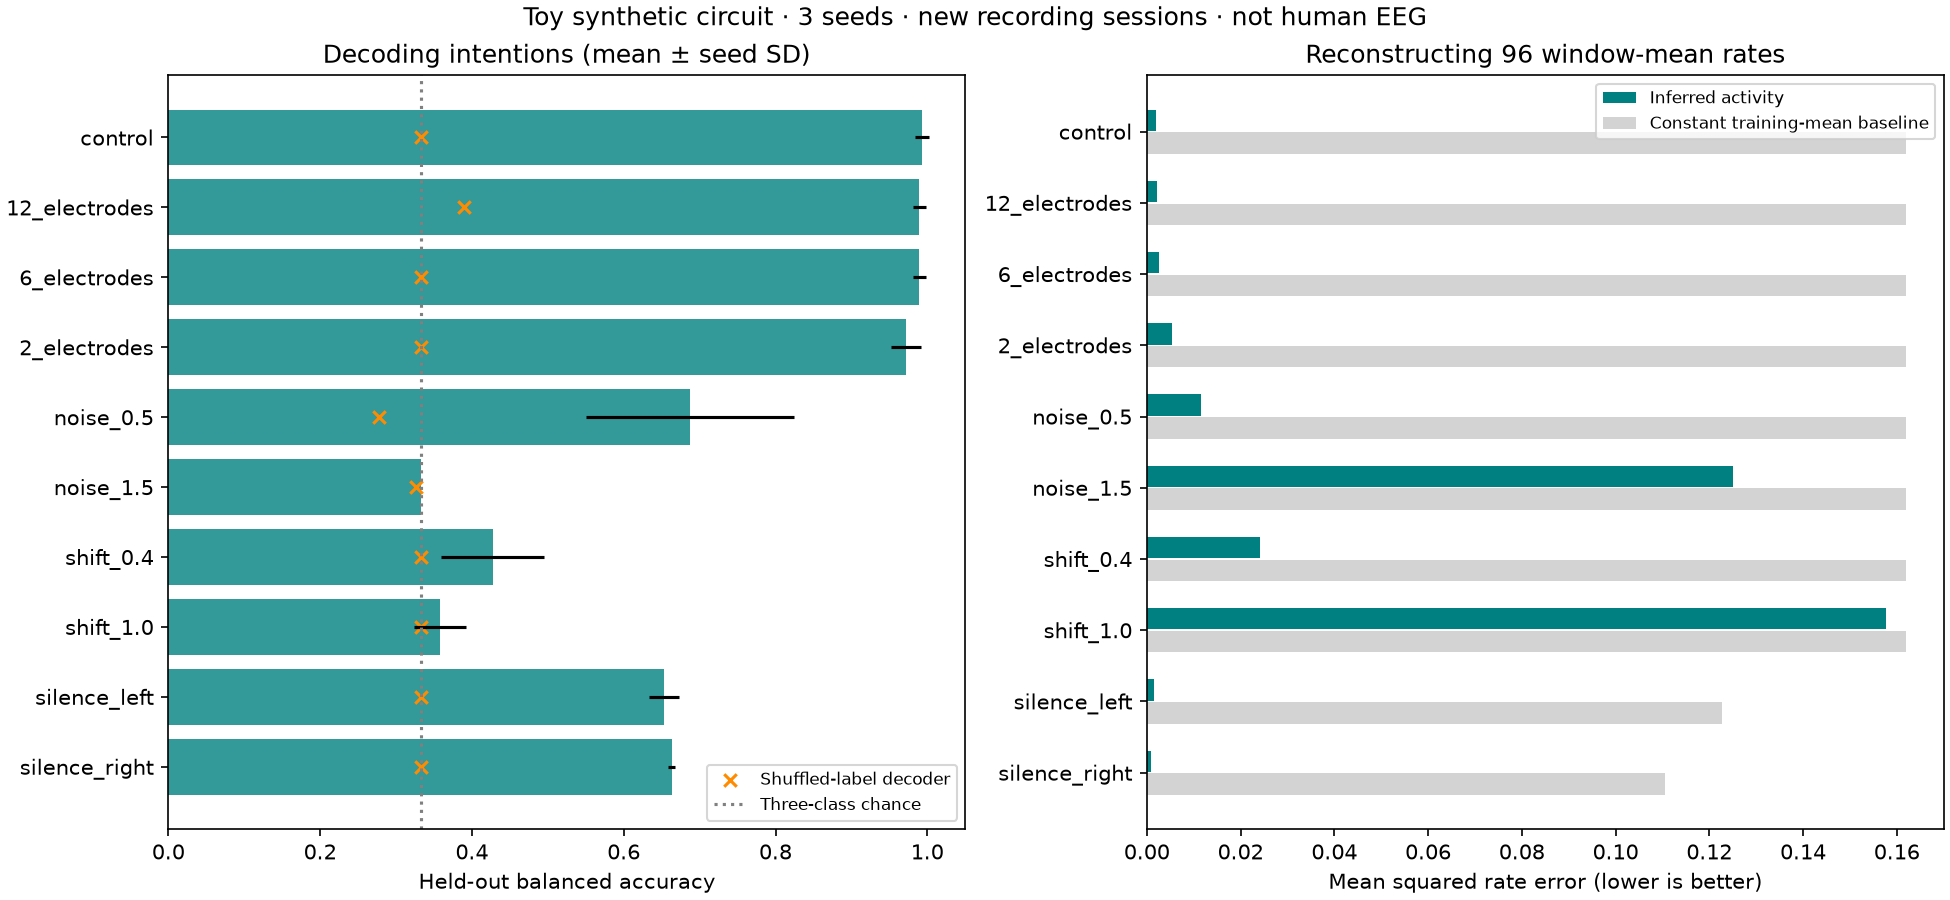 Toy synthetic circuit · 3 seeds · new recording sessions · not human EEG
Decoding intentions (mean ± seed SD)
control
12_electrodes
6_electrodes
2_electrodes
noise_0.5
noise_1.5
shift_0.4
shift_1.0
silence_left
silence_right
Shuffled-label decoder
Three-class chance
0.0 0.2 0.4 0.6 0.8 1.0
Held-out balanced accuracy
Reconstructing 96 window-mean rates
Inferred activity
Constant training-mean baseline
control
12_electrodes
6_electrodes
2_electrodes
noise_0.5
noise_1.5
shift_0.4
shift_1.0
silence_left
silence_right
0.00 0.02 0.04 0.06 0.08 0.10 0.12 0.14 0.16
Mean squared rate error (lower is better)